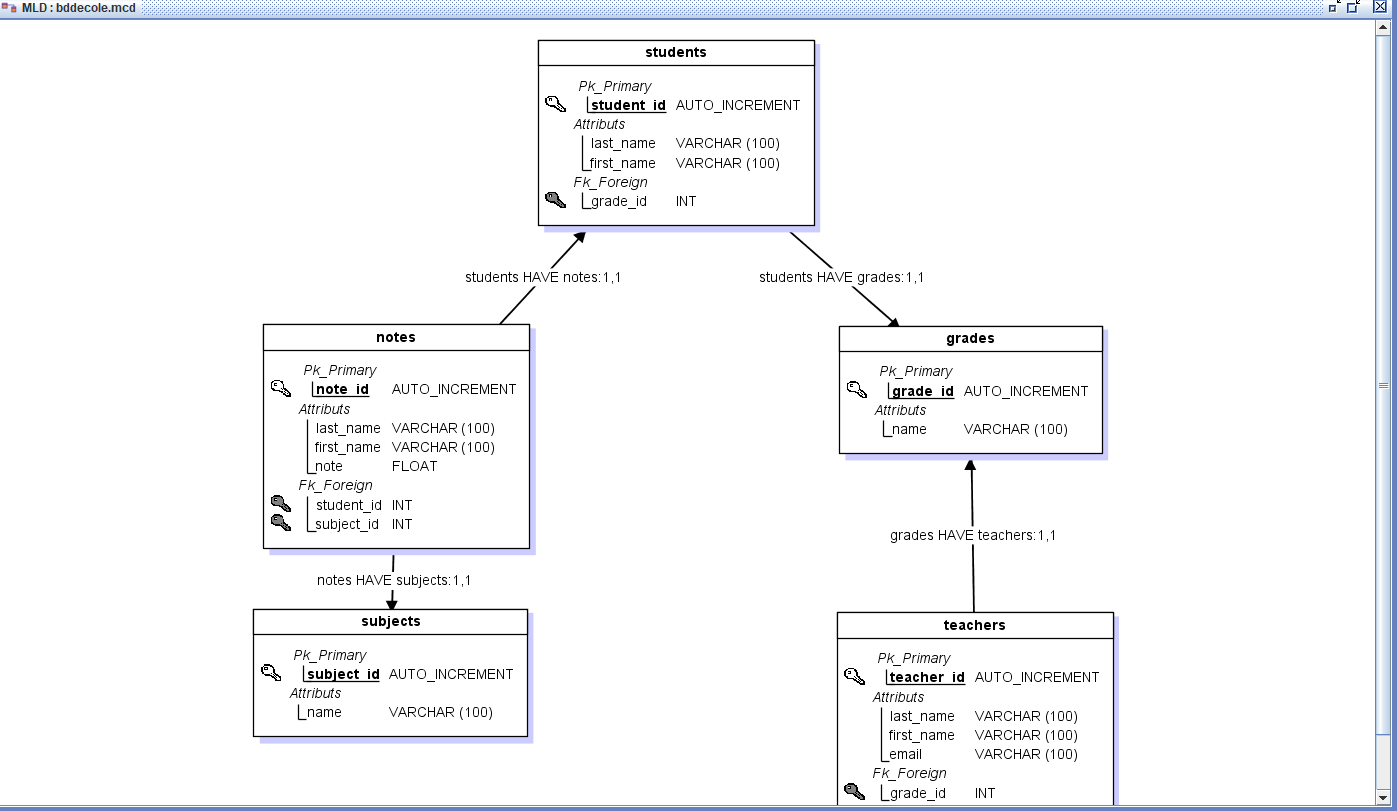 MLD : bddecole.mcd
students
Pk_Primary
student_id AUTO_INCREMENT
Attributs
last_name VARCHAR (100)
first_name VARCHAR (100)
Fk_Foreign
grade_id INT
students HAVE notes:1,1
students HAVE grades:1,1
notes
Pk_Primary
note_id AUTO_INCREMENT
Attributs
last_name VARCHAR (100)
first_name VARCHAR (100)
note FLOAT
Fk_Foreign
student_id INT
subject_id INT
grades
Pk_Primary
grade_id AUTO_INCREMENT
Attributs
name VARCHAR (100)
notes HAVE subjects:1,1
grades HAVE teachers:1,1
subjects
Pk_Primary
subject_id AUTO_INCREMENT
Attributs
name VARCHAR (100)
teachers
Pk_Primary
teacher_id AUTO_INCREMENT
Attributs
last_name VARCHAR (100)
first_name VARCHAR (100)
email VARCHAR (100)
Fk_Foreign
grade_id INT